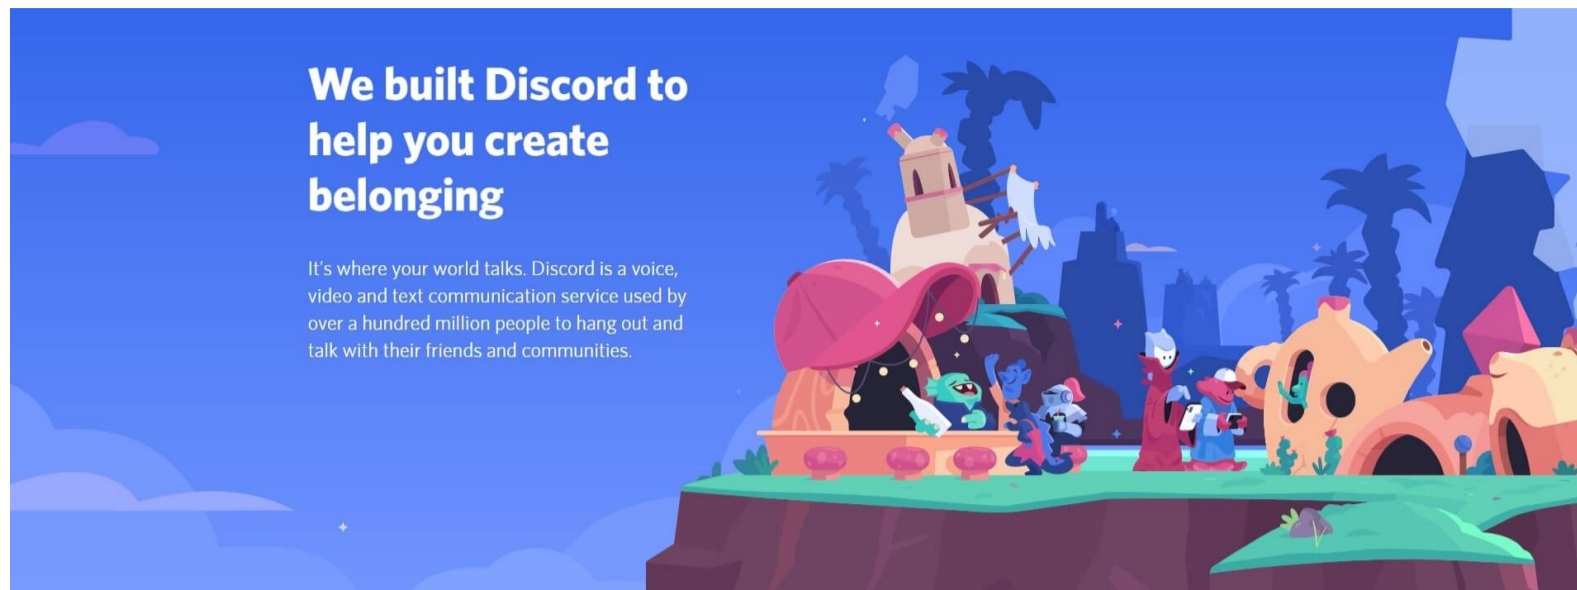 We built Discord to
help you create
belonging
It's where your world talks. Discord is a voice,
video and text communication service used by
over a hundred million people to hang out and
talk with their friends and communities.